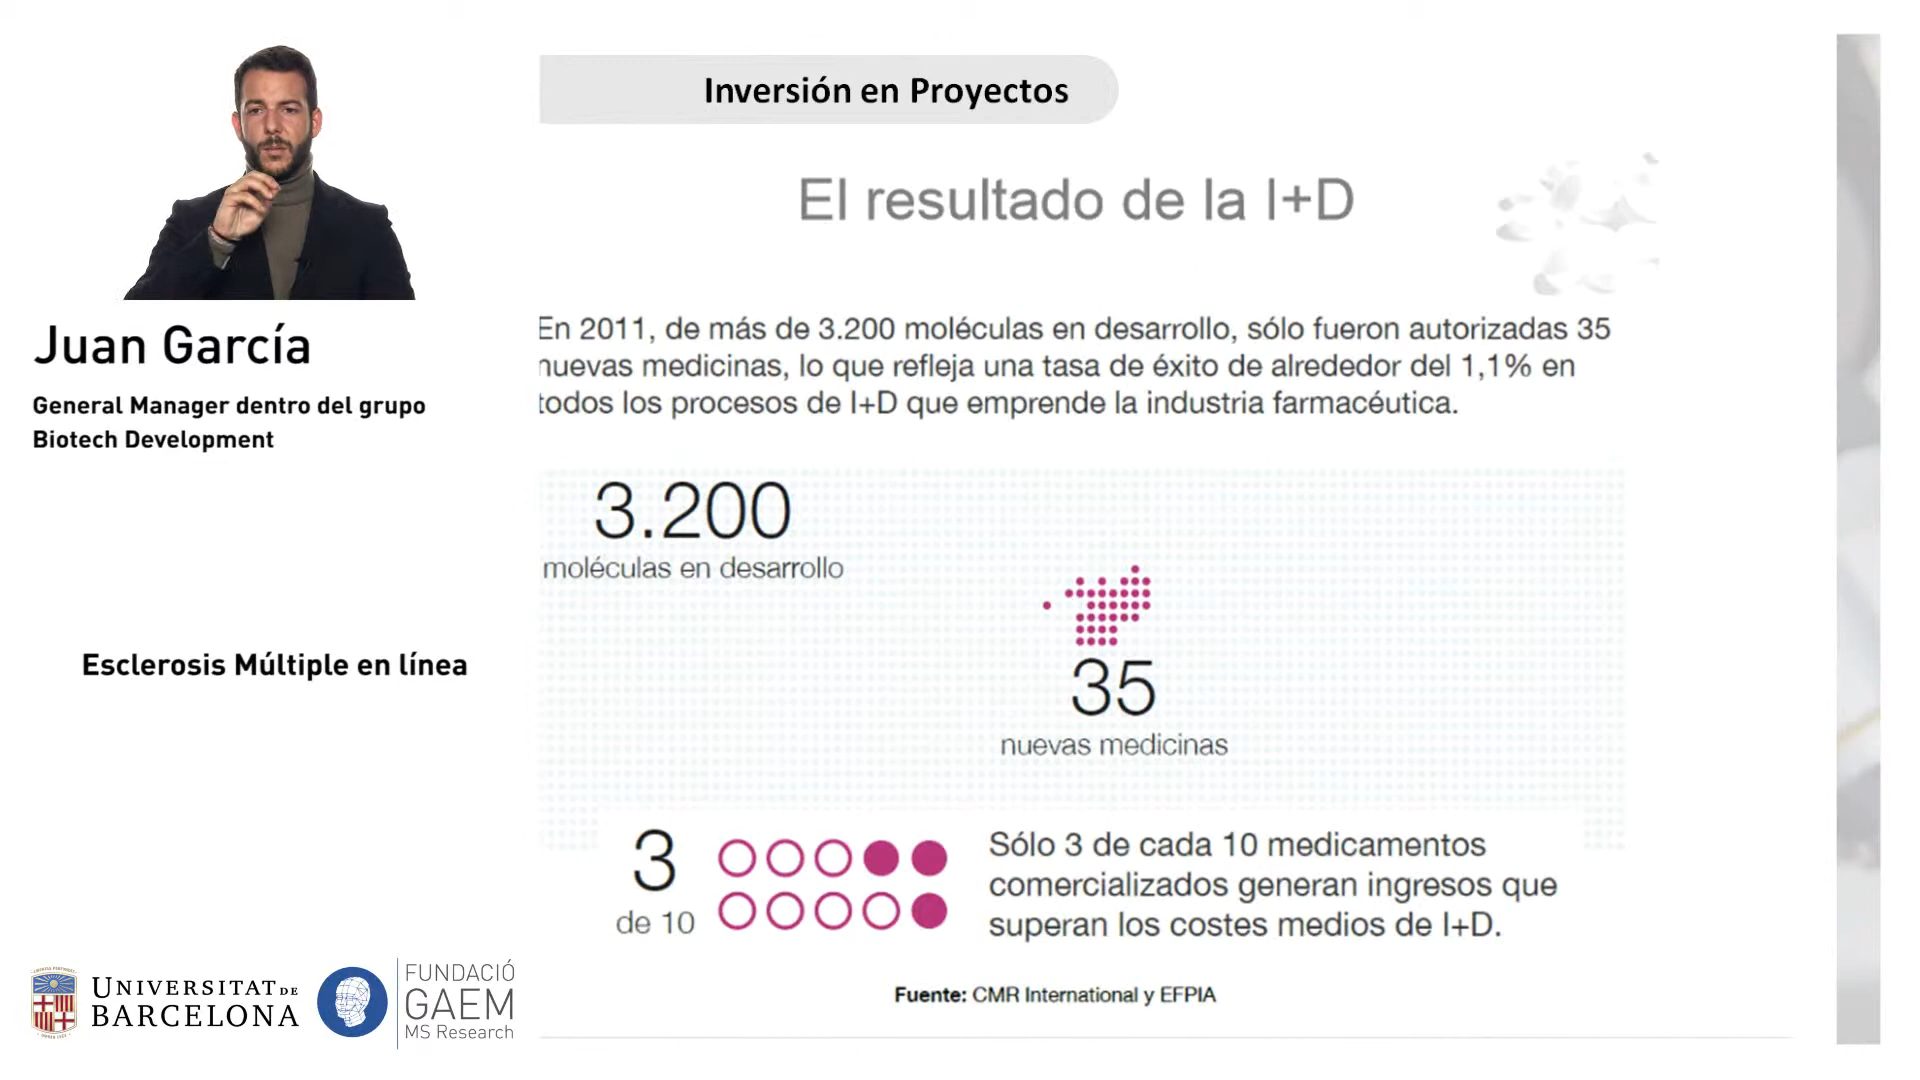 Inversión en Proyectos
El resultado de la I+D
Juan García
General Manager dentro del grupo
Biotech Development
En 2011, de más de 3.200 moléculas en desarrollo, sólo fueron autorizadas 35
nuevas medicinas, lo que refleja una tasa de éxito de alrededor del 1,1% en
todos los procesos de I+D que emprende la industria farmacéutica.
3.200
moléculas en desarrollo
35
nuevas medicinas
Esclerosis Múltiple en línea
3
de 10
Sólo 3 de cada 10 medicamentos
comercializados generan ingresos que
superan los costes medios de I+D.
Fuente: CMR International y EFPIA
UNIVERSITAT DE
BARCELONA
FUNDACIÓ
GAEM
MS Research